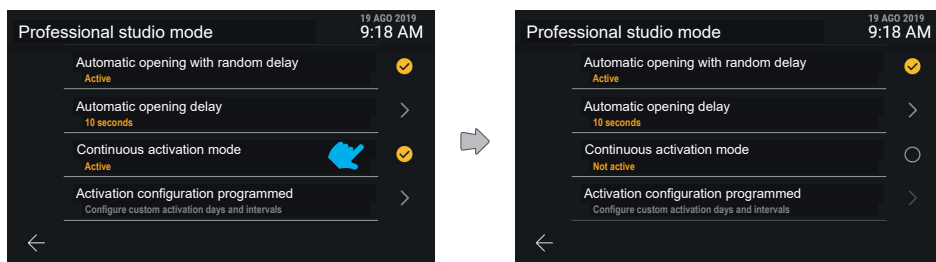 19 AGO 2019
Professional studio mode 9:18 AM
Automatic opening with random delay
Active
Automatic opening delay
10 seconds
Continuous activation mode
Active
Activation configuration programmed
Configure custom activation days and intervals
19 AGO 2019
Professional studio mode 9:18 AM
Automatic opening with random delay
Active
Automatic opening delay
10 seconds
Continuous activation mode
Not active
Activation configuration programmed
Configure custom activation days and intervals